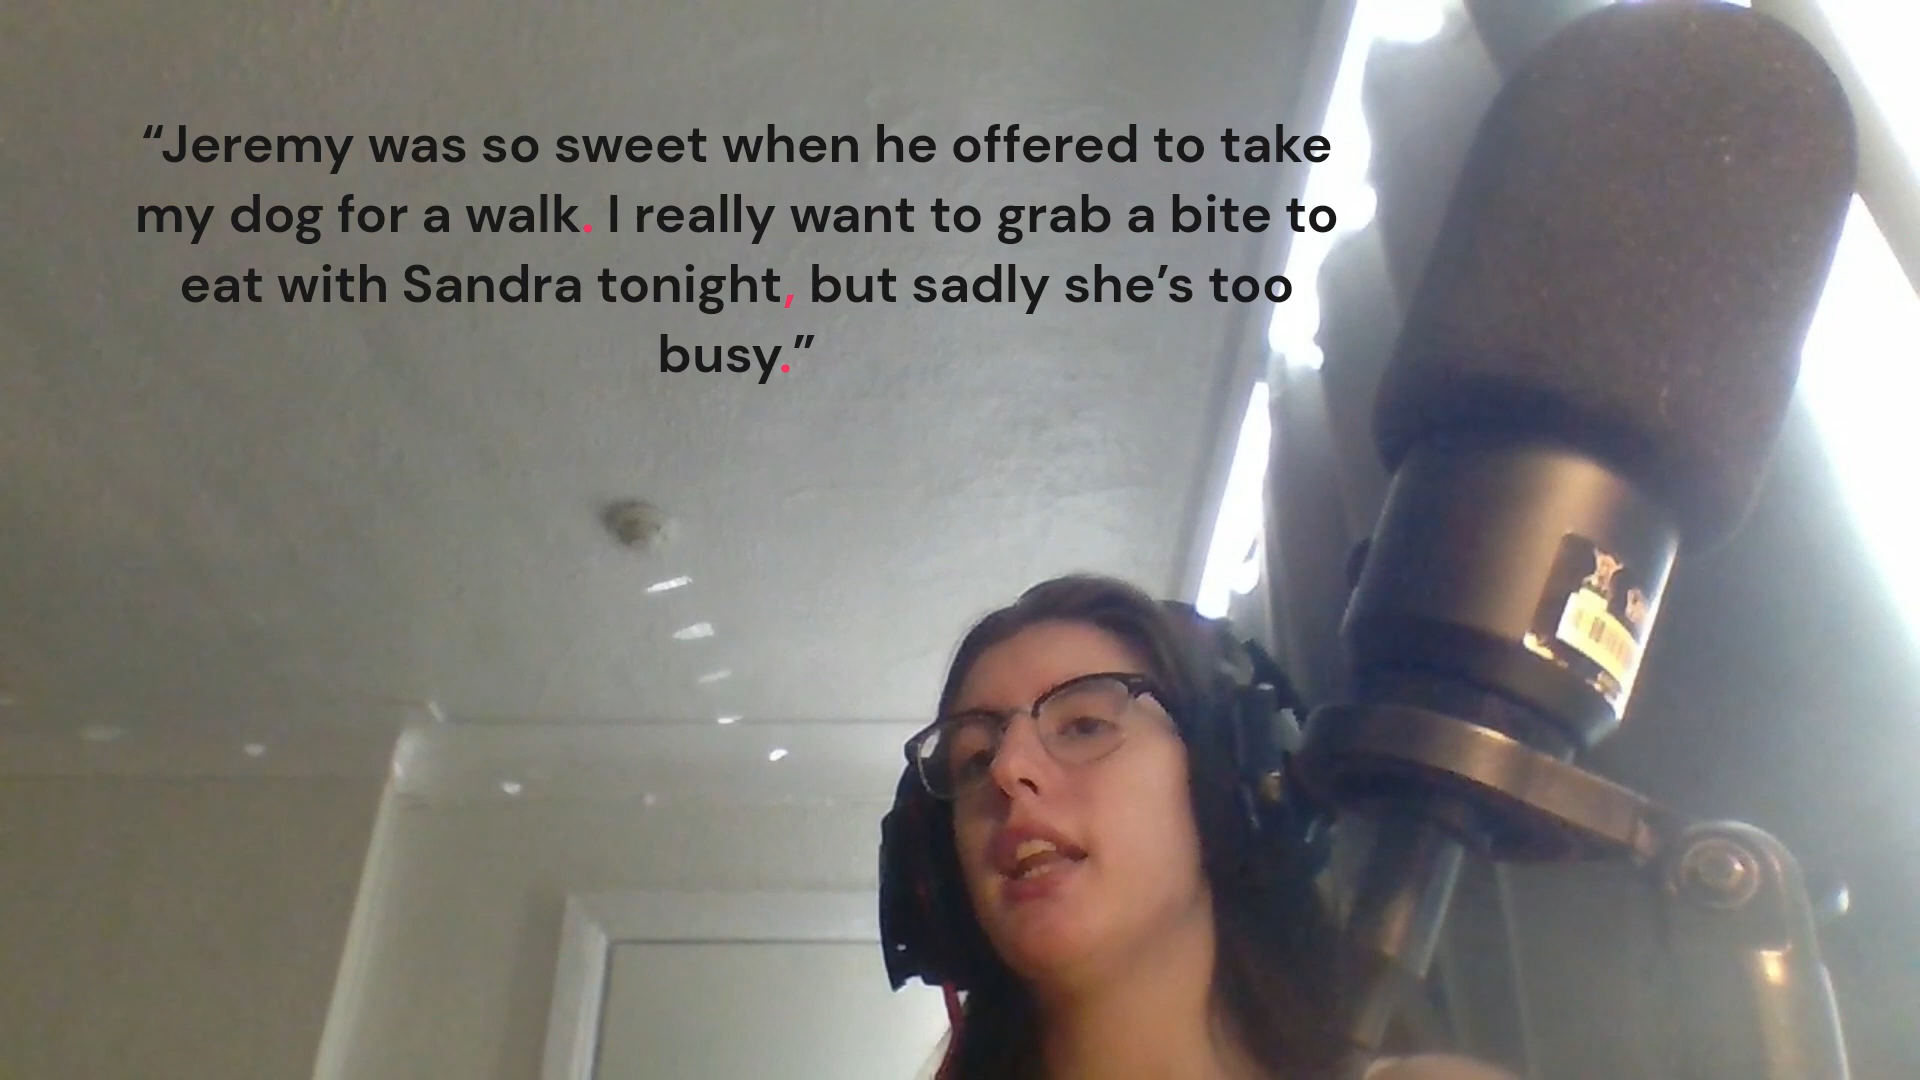 “Jeremy was so sweet when he offered to take
my dog for a walk. I really want to grab a bite to
eat with Sandra tonight, but sadly she’s too
busy.”